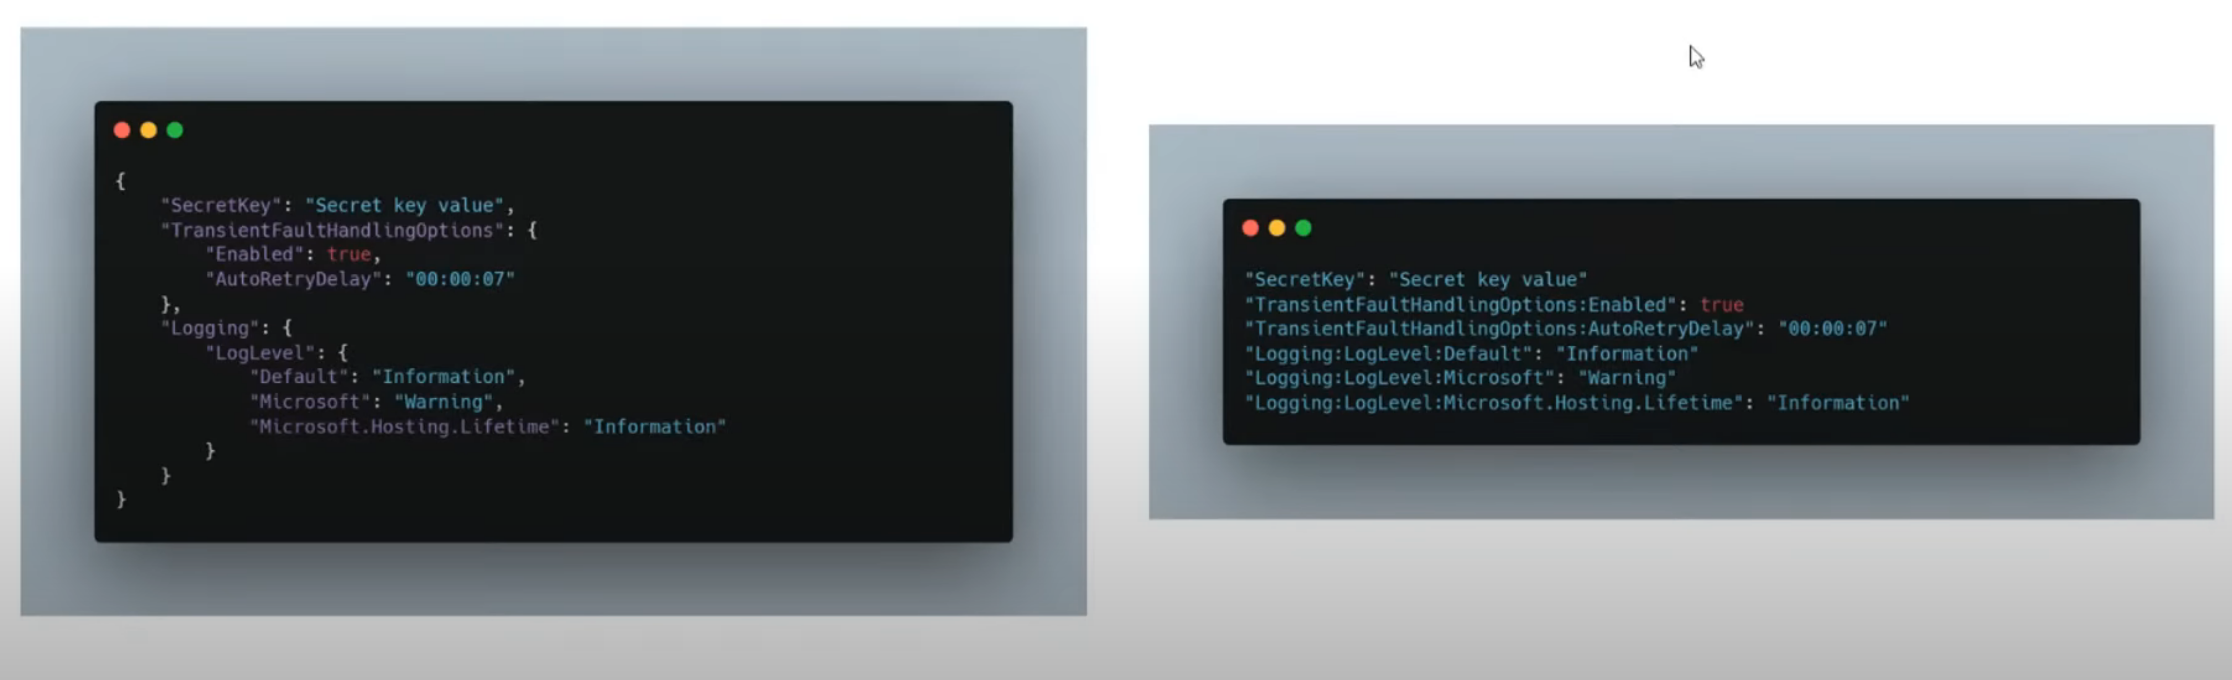 {
    "SecretKey": "Secret key value",
    "TransientFaultHandlingOptions": {
        "Enabled": true,
        "AutoRetryDelay": "00:00:07"
    },
    "Logging": {
        "LogLevel": {
            "Default": "Information",
            "Microsoft": "Warning",
            "Microsoft.Hosting.Lifetime": "Information"
        }
    }
}
"SecretKey": "Secret key value"
"TransientFaultHandlingOptions:Enabled": true
"TransientFaultHandlingOptions:AutoRetryDelay": "00:00:07"
"Logging:LogLevel:Default": "Information"
"Logging:LogLevel:Microsoft": "Warning"
"Logging:LogLevel:Microsoft.Hosting.Lifetime": "Information"